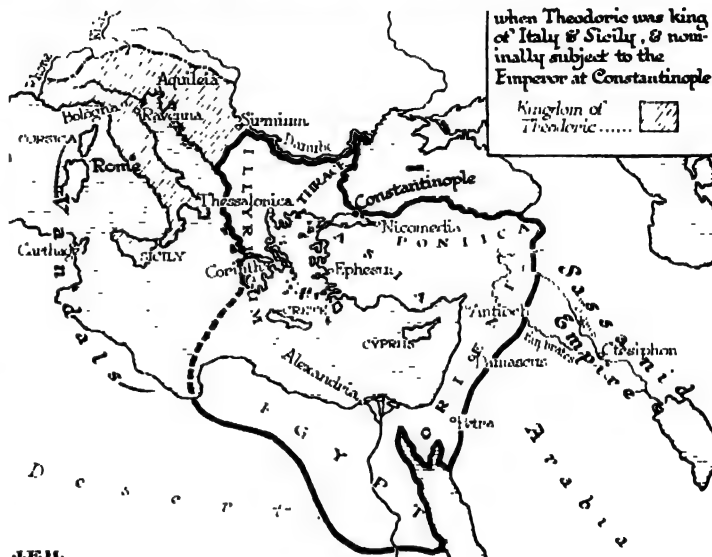 when Theodoric was king
of Italy & Sicily, & nom-
inally subject to the
Emperor at Constantinople
Kingdom of
Theodoric......
Rhone
Aquileia
Bologna
Ravenna
Sirmium
Danube
CORSICA
Rome
ILLYRICUM
THRACE
Constantinople
Thessalonica
Nicomedia
PONTICA
Carthage
SICILY
Corinth
Ephesus
ASIA
Vandals
CRETE
CYPRUS
Antioch
Sassanid
Empire
Euphrates
Ctesiphon
Damascus
ORIENS
Alexandria
Petra
EGYPT
Arabia
Desert
J.F.H.